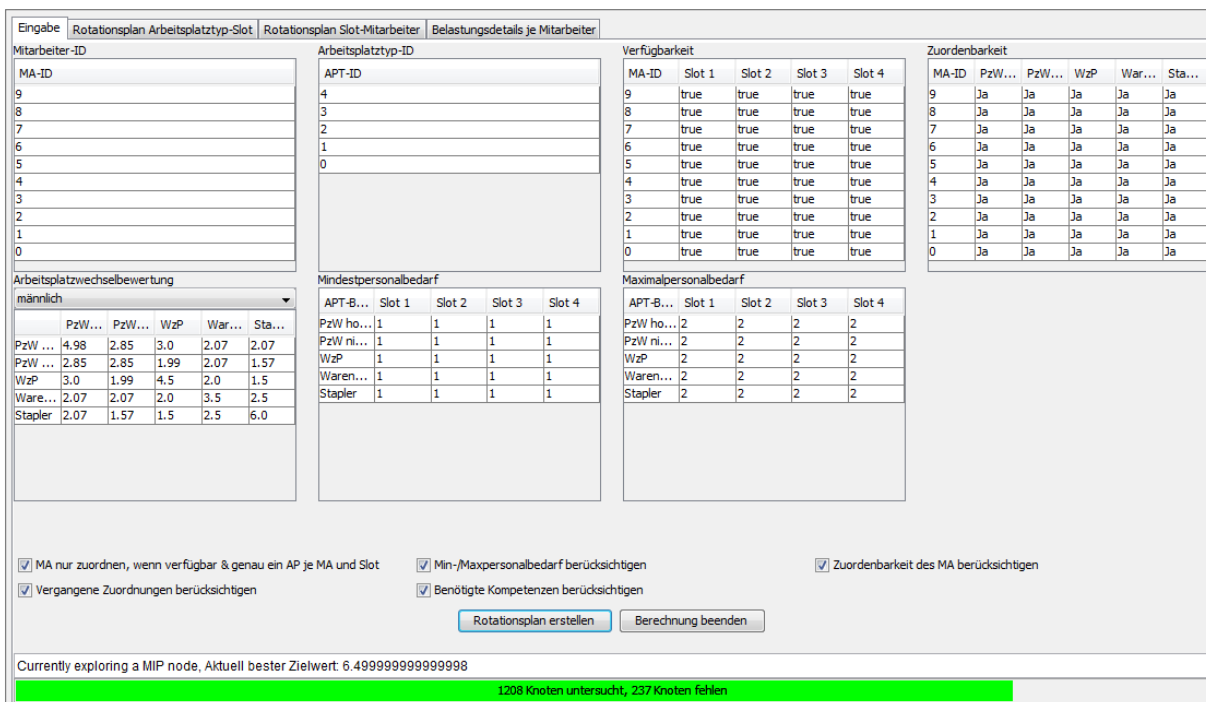 Eingabe Rotationsplan Arbeitsplatztyp-Slot Rotationsplan Slot-Mitarbeiter Belastungsdetails je Mitarbeiter
Mitarbeiter-ID
MA-ID
9
8
7
6
5
4
3
2
1
0
Arbeitsplatztyp-ID
APT-ID
4
3
2
1
0
Verfügbarkeit
MA-ID Slot 1 Slot 2 Slot 3 Slot 4
9 true true true true
8 true true true true
7 true true true true
6 true true true true
5 true true true true
4 true true true true
3 true true true true
2 true true true true
1 true true true true
0 true true true true
Zuordenbarkeit
MA-ID PzW... PzW... WzP War... Sta...
9 Ja Ja Ja Ja Ja
8 Ja Ja Ja Ja Ja
7 Ja Ja Ja Ja Ja
6 Ja Ja Ja Ja Ja
5 Ja Ja Ja Ja Ja
4 Ja Ja Ja Ja Ja
3 Ja Ja Ja Ja Ja
2 Ja Ja Ja Ja Ja
1 Ja Ja Ja Ja Ja
0 Ja Ja Ja Ja Ja
Arbeitsplatzwechselbewertung
männlich
PzW... PzW... WzP War... Sta...
PzW ... 4.98 2.85 3.0 2.07 2.07
PzW ... 2.85 2.85 1.99 2.07 1.57
WzP 3.0 1.99 4.5 2.0 1.5
Ware... 2.07 2.07 2.0 3.5 2.5
Stapler 2.07 1.57 1.5 2.5 6.0
Mindestpersonalbedarf
APT-B... Slot 1 Slot 2 Slot 3 Slot 4
PzW ho... 1 1 1 1
PzW ni... 1 1 1 1
WzP 1 1 1 1
Waren... 1 1 1 1
Stapler 1 1 1 1
Maximalpersonalbedarf
APT-B... Slot 1 Slot 2 Slot 3 Slot 4
PzW ho... 2 2 2 2
PzW ni... 2 2 2 2
WzP 2 2 2 2
Waren... 2 2 2 2
Stapler 2 2 2 2
MA nur zuordnen, wenn verfügbar & genau ein AP je MA und Slot Min-/Maxpersonalbedarf berücksichtigen Zuordenbarkeit des MA berücksichtigen
Vergangene Zuordnungen berücksichtigen Benötigte Kompetenzen berücksichtigen
Rotationsplan erstellen Berechnung beenden
Currently exploring a MIP node, Aktuell bester Zielwert: 6.499999999999998
1208 Knoten untersucht, 237 Knoten fehlen